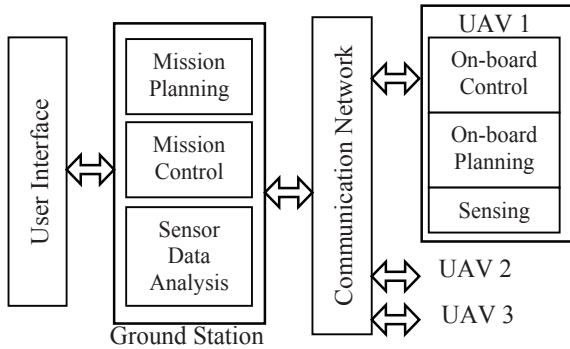 User Interface
Mission
Planning
Mission
Control
Sensor
Data
Analysis
Ground Station
Communication Network
UAV 1
On-board
Control
On-board
Planning
Sensing
UAV 2
UAV 3